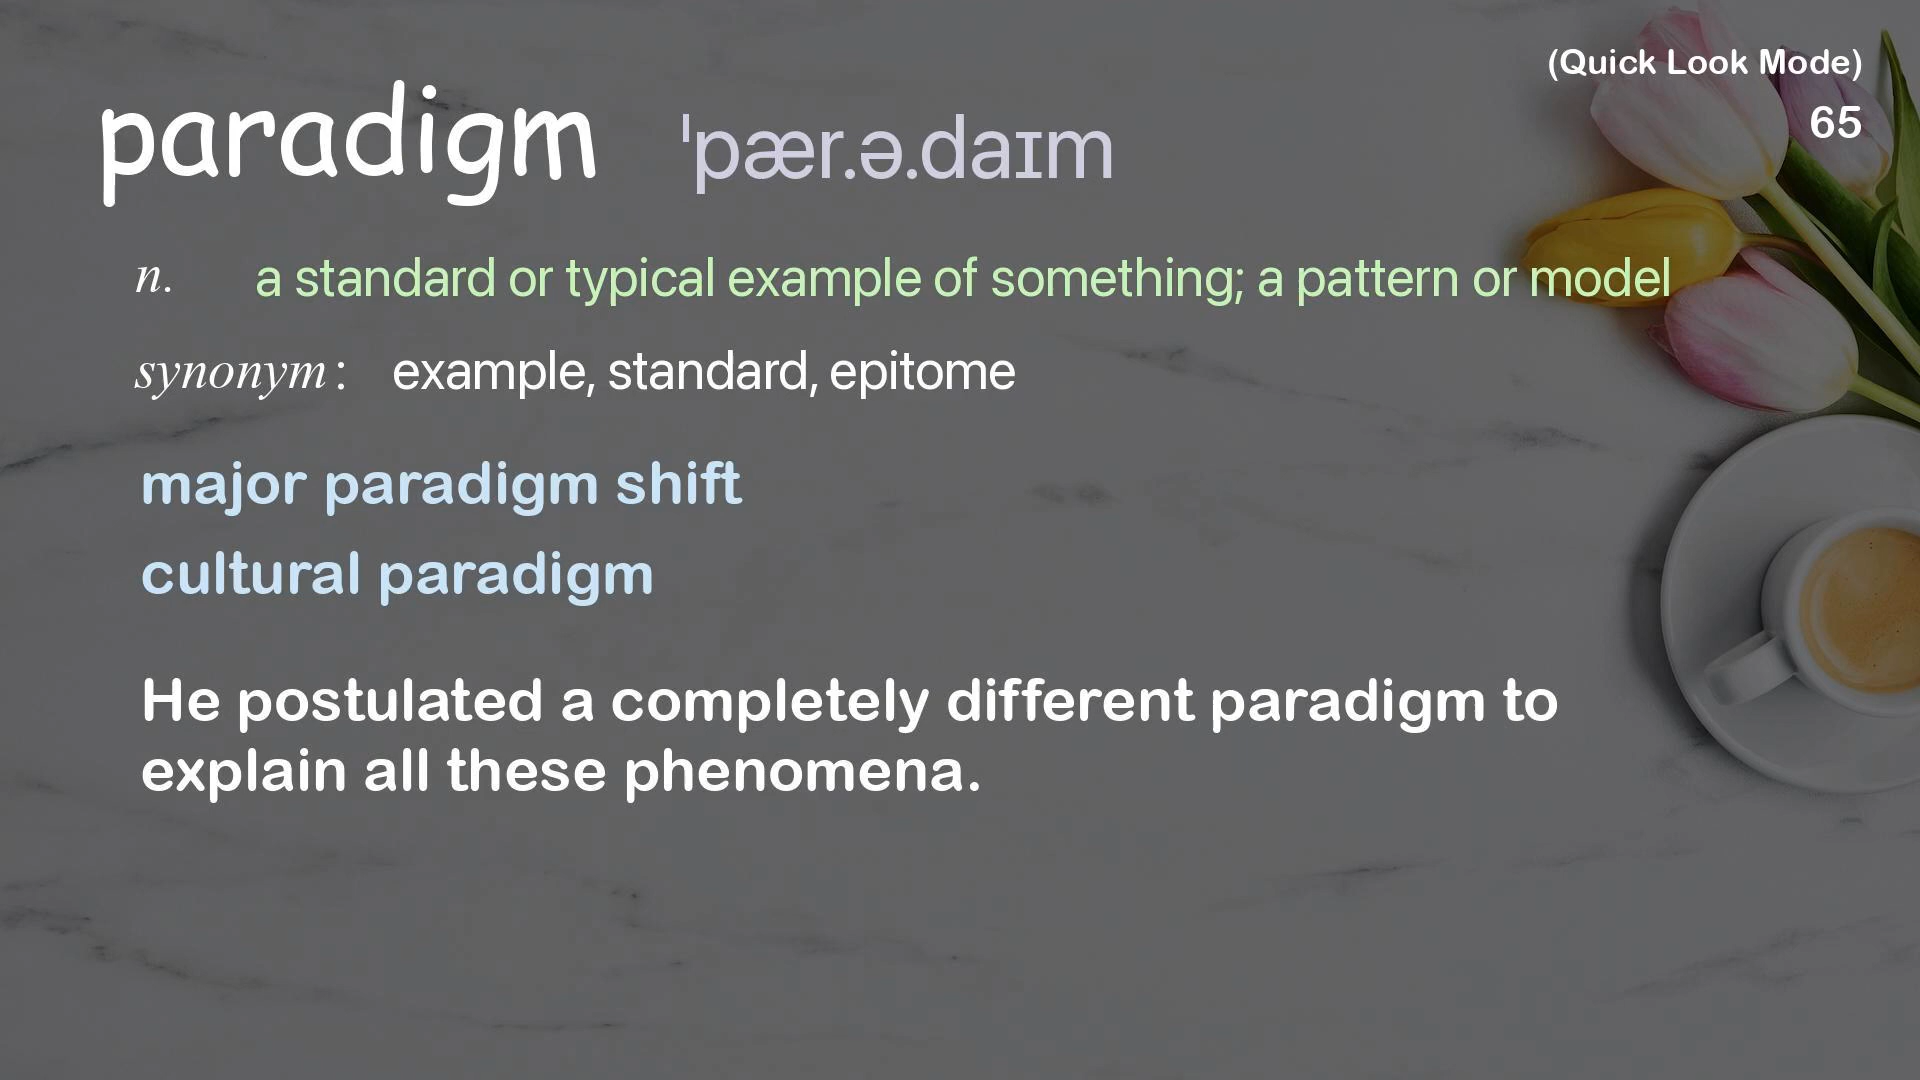 (Quick Look Mode)
65
paradigm ˈpær.ə.daɪm
n. a standard or typical example of something; a pattern or model
synonym: example, standard, epitome
major paradigm shift
cultural paradigm
He postulated a completely different paradigm to
explain all these phenomena.